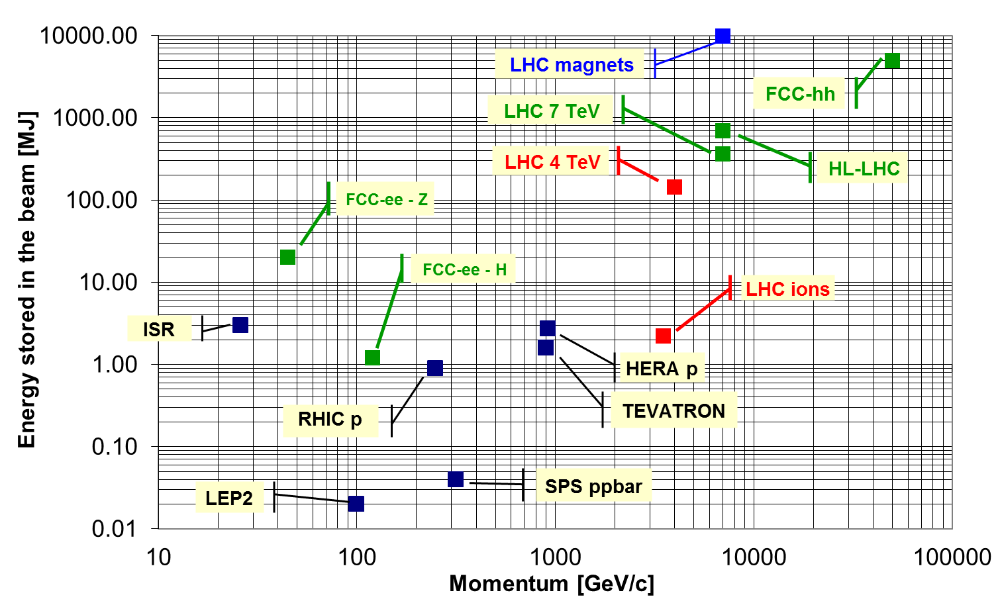 10000.00
LHC magnets
FCC-hh
LHC 7 TeV
1000.00
LHC 4 TeV
HL-LHC
FCC-ee - Z
100.00
FCC-ee - H
10.00
LHC ions
ISR
1.00
HERA p
TEVATRON
RHIC p
0.10
SPS ppbar
LEP2
0.01
Energy stored in the beam [MJ]
10 100 1000 10000 100000
Momentum [GeV/c]